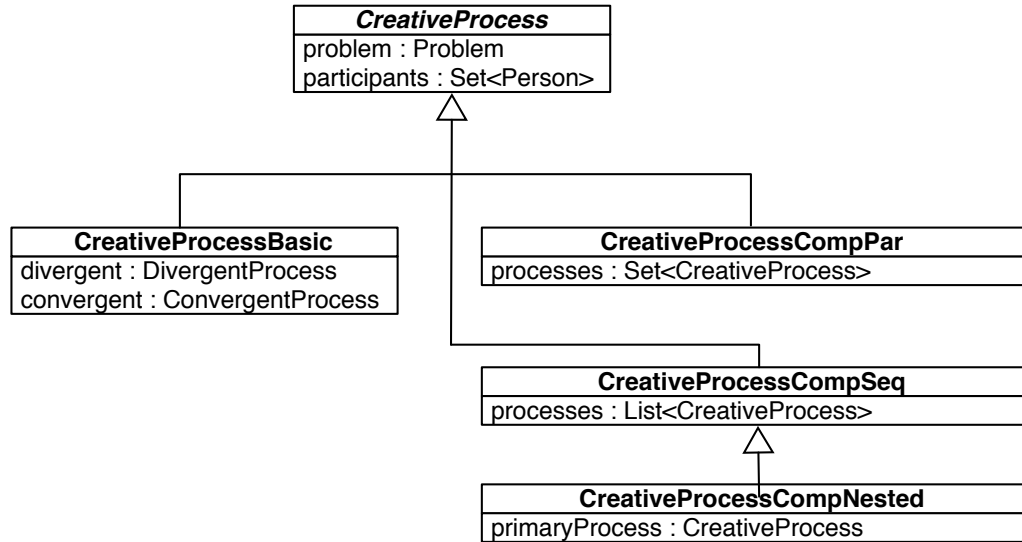 CreativeProcess
problem : Problem
participants : Set<Person>
CreativeProcessBasic
divergent : DivergentProcess
convergent : ConvergentProcess
CreativeProcessCompPar
processes : Set<CreativeProcess>
CreativeProcessCompSeq
processes : List<CreativeProcess>
CreativeProcessCompNested
primaryProcess : CreativeProcess